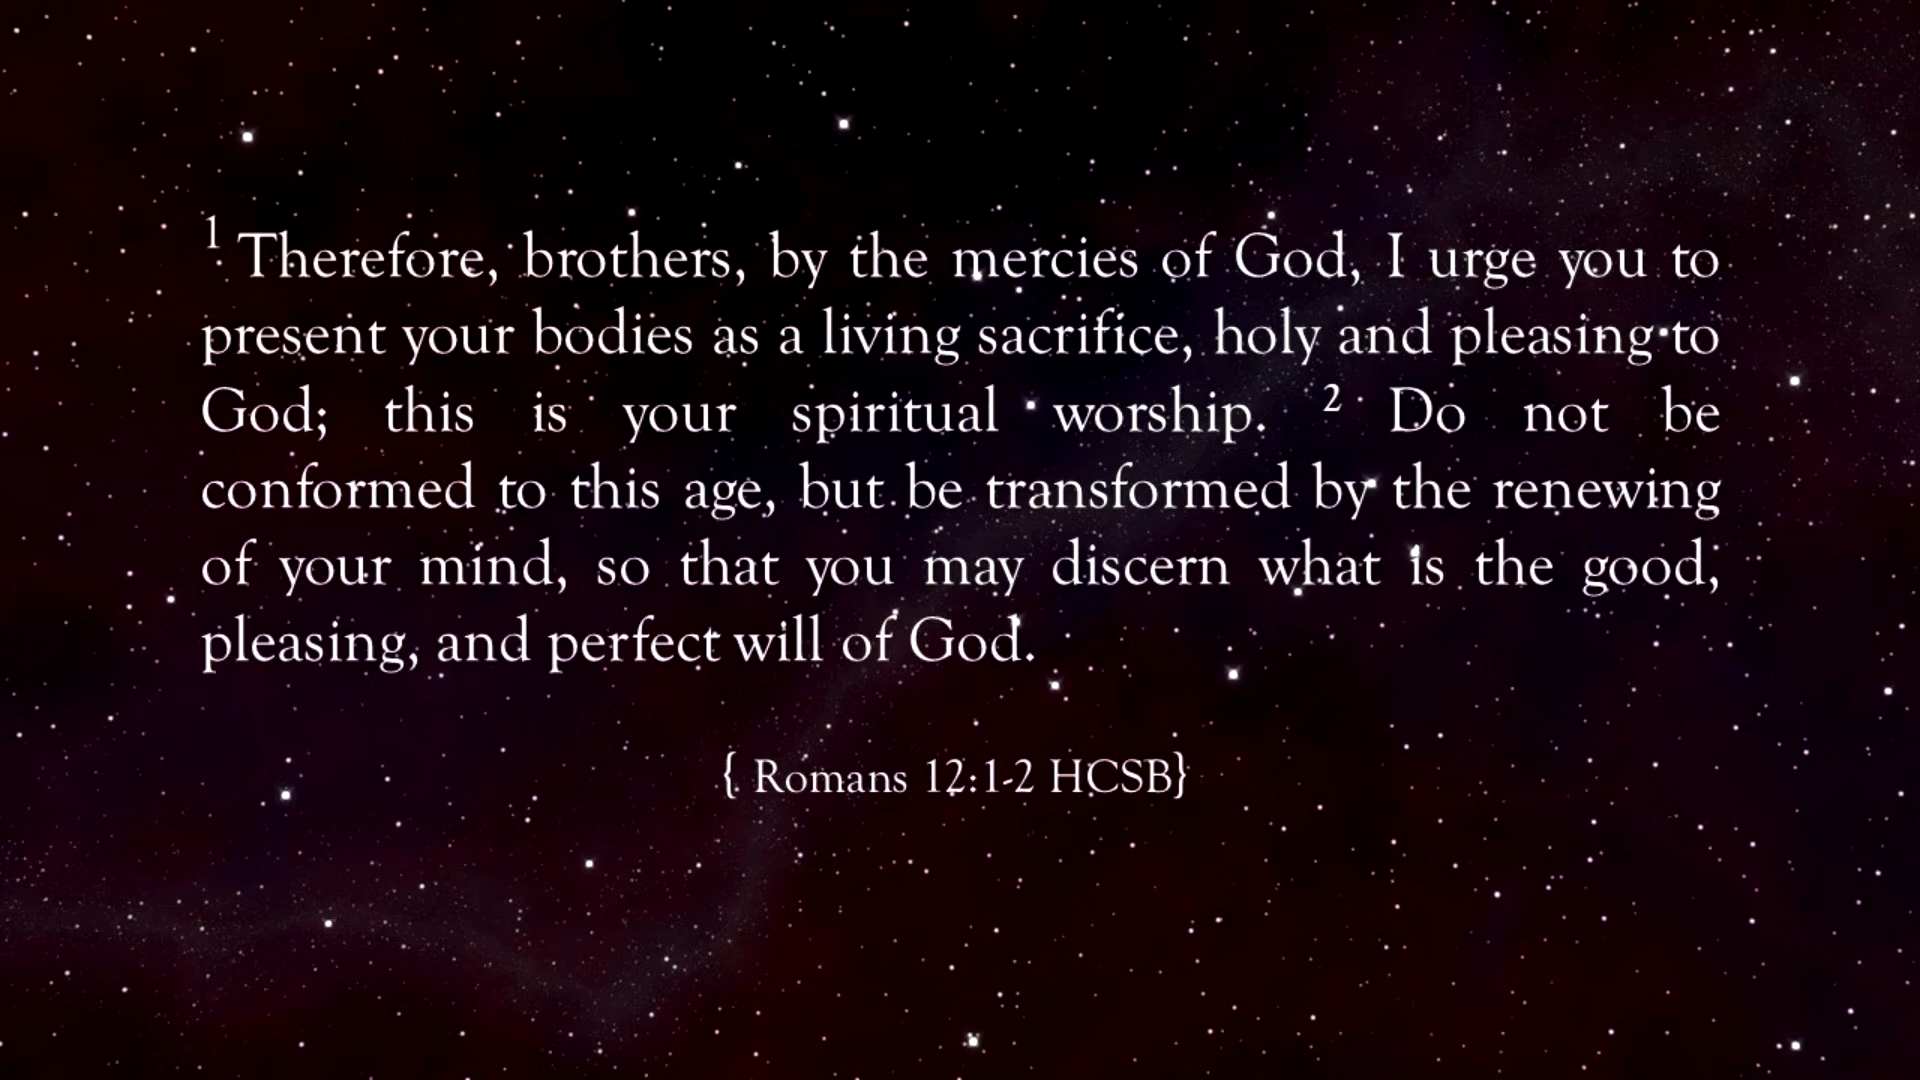 ¹ Therefore, brothers, by the mercies of God, I urge you to
present your bodies as a living sacrifice, holy and pleasing to
God; this is your spiritual worship. ² Do not be
conformed to this age, but be transformed by the renewing
of your mind, so that you may discern what is the good,
pleasing, and perfect will of God.
{ Romans 12:1-2 HCSB}